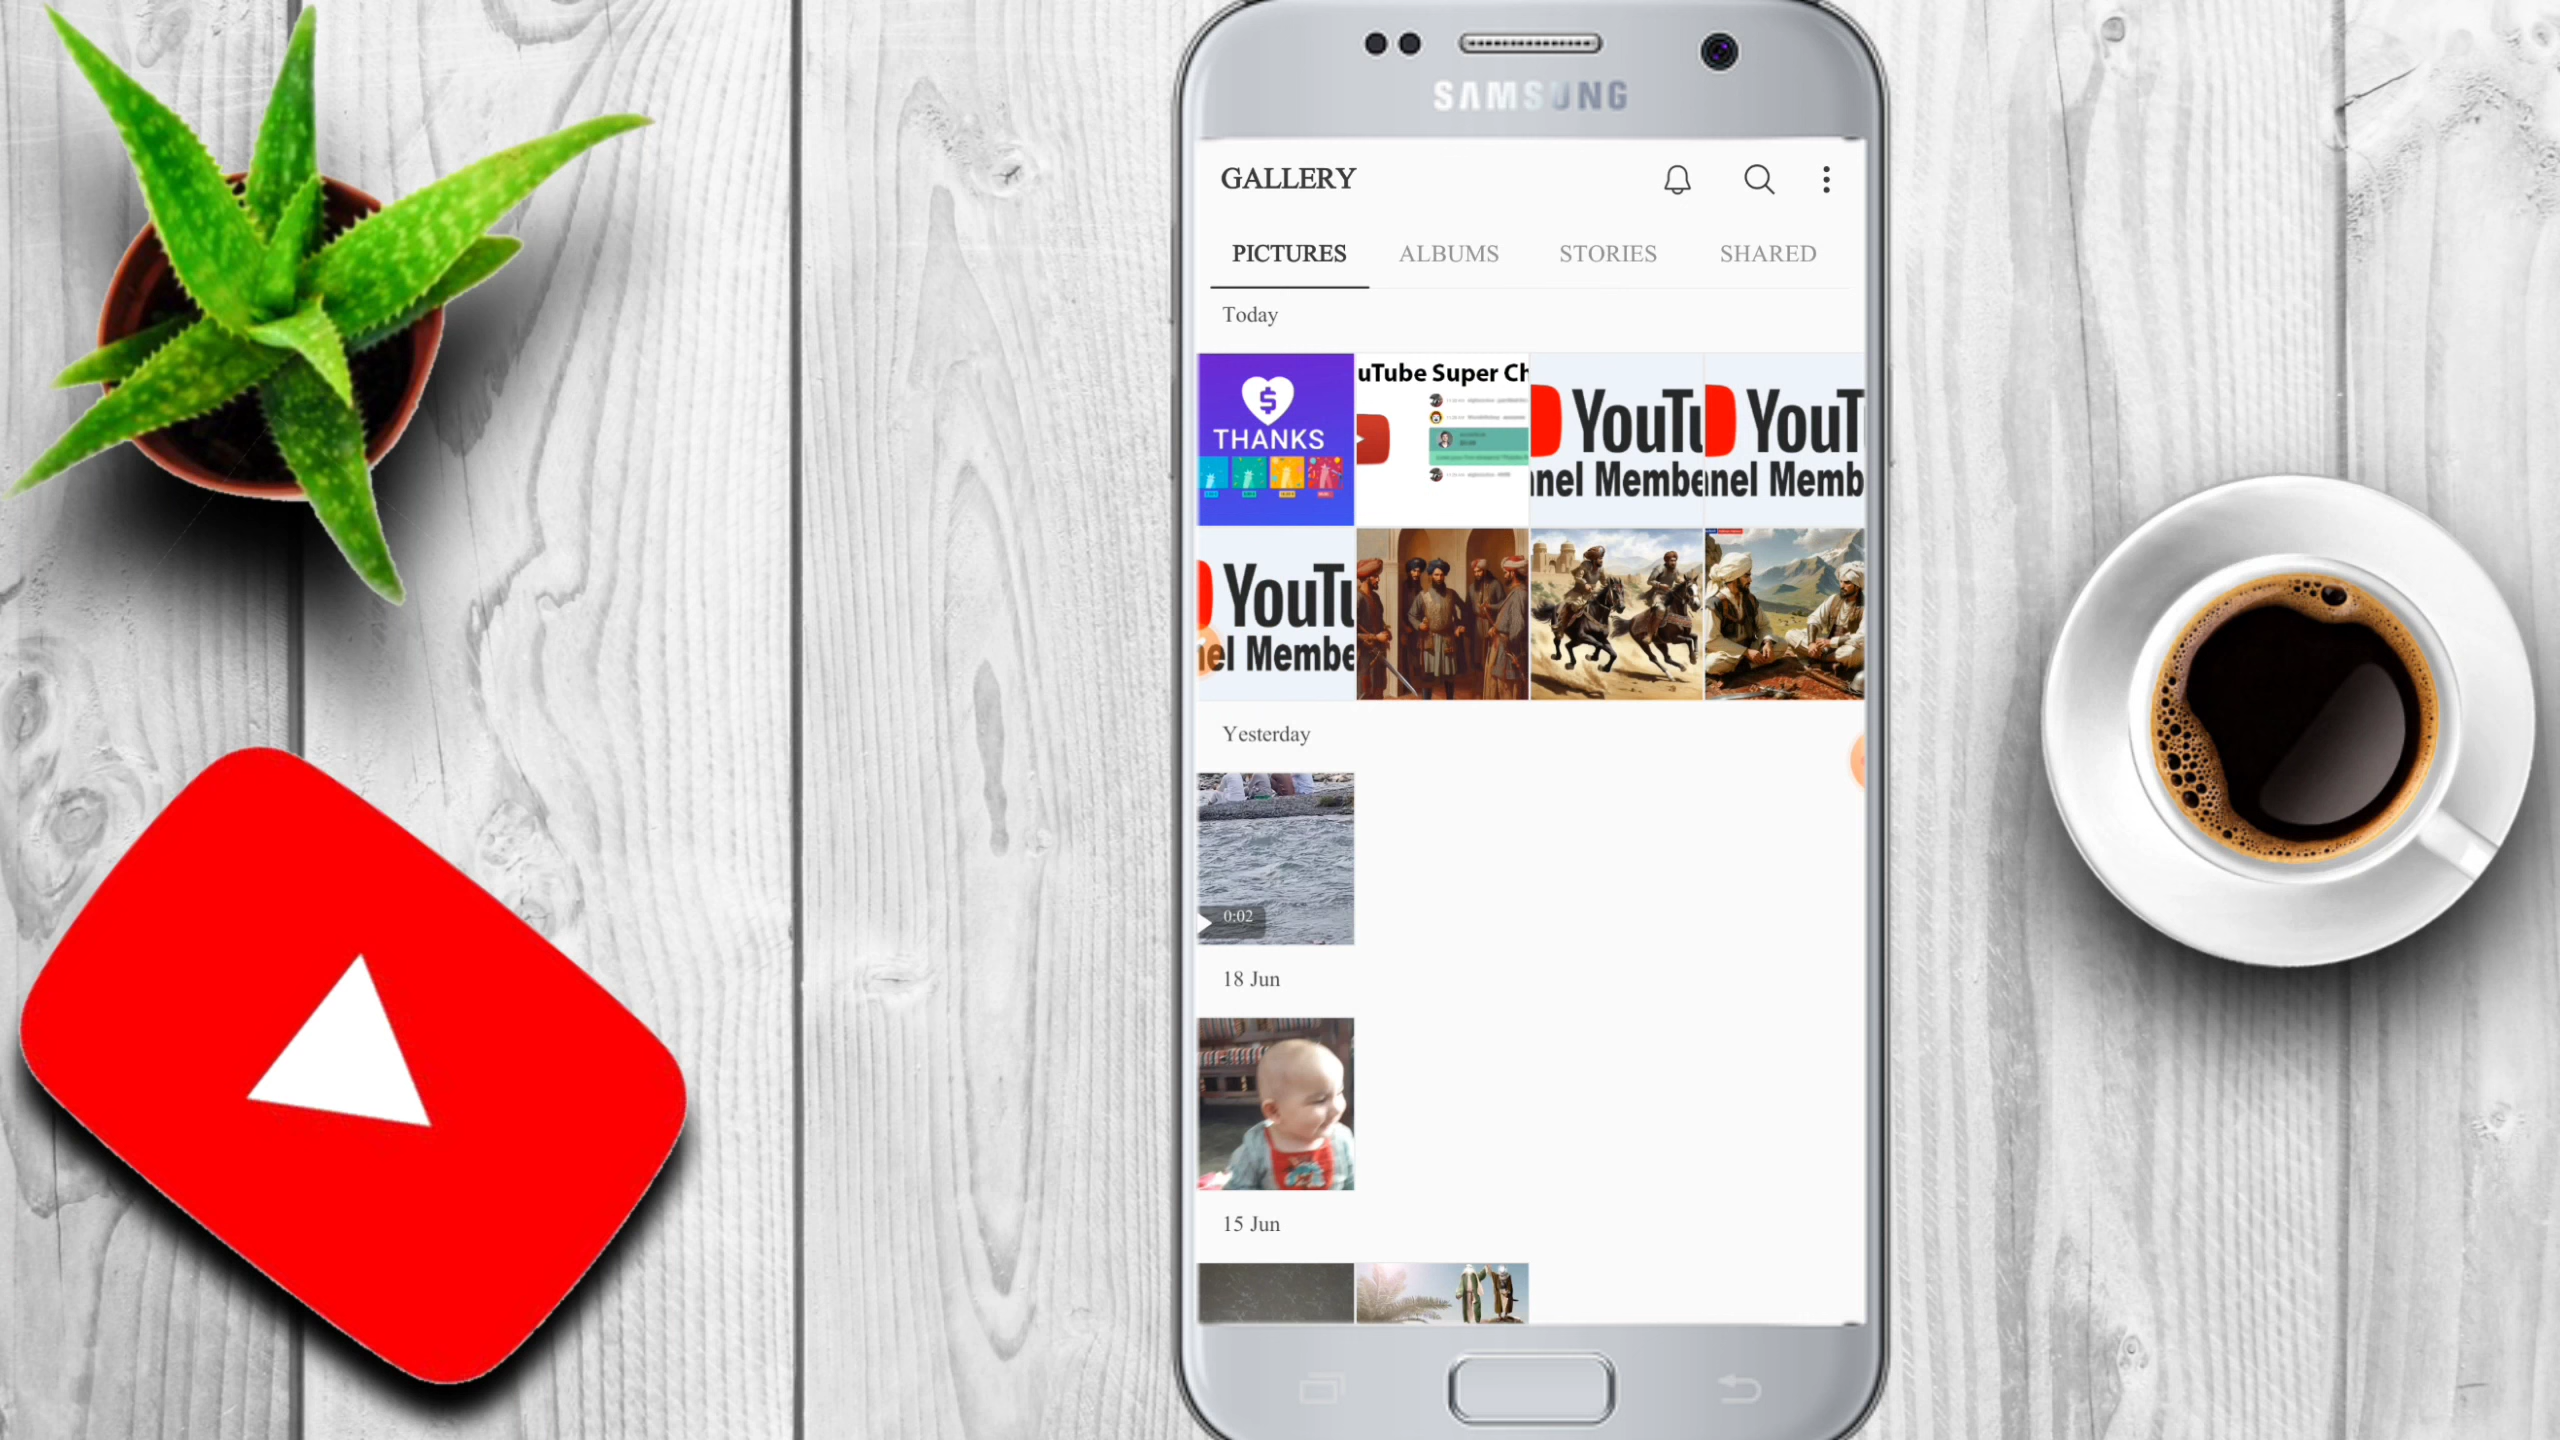 SAMSUNG
GALLERY
PICTURES ALBUMS STORIES SHARED
Today
THANKS
uTube Super Ch
YouTu
nnel Membe
YouT
nel Memb
YouTu
nel Membe
Yesterday
0:02
18 Jun
15 Jun